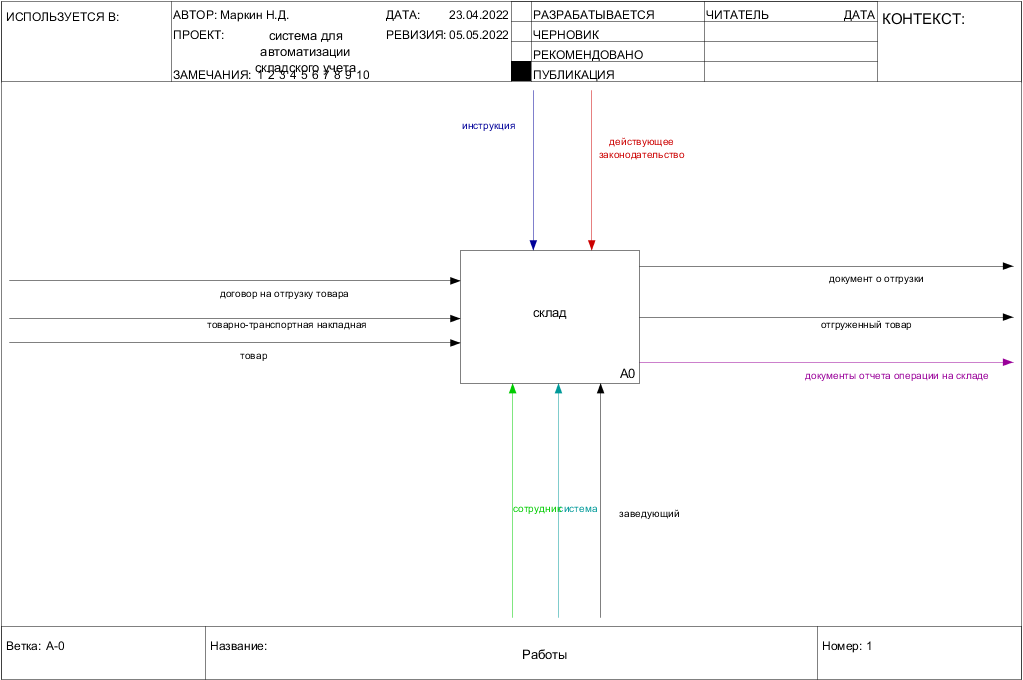 ИСПОЛЬЗУЕТСЯ В:
АВТОР: Маркин Н.Д.
ДАТА: 23.04.2022
РАЗРАБАТЫВАЕТСЯ
ЧИТАТЕЛЬ
ДАТА
КОНТЕКСТ:
ПРОЕКТ:
система для
автоматизации
складского учета
РЕВИЗИЯ: 05.05.2022
ЧЕРНОВИК
РЕКОМЕНДОВАНО
ЗАМЕЧАНИЯ: 1 2 3 4 5 6 7 8 9 10
ПУБЛИКАЦИЯ
инструкция
действующее
законодательство
договор на отгрузку товара
товарно-транспортная накладная
товар
склад
A0
документ о отгрузки
отгруженный товар
документы отчета операции на складе
сотрудник
система
заведующий
Ветка: A-0
Название:
Работы
Номер: 1